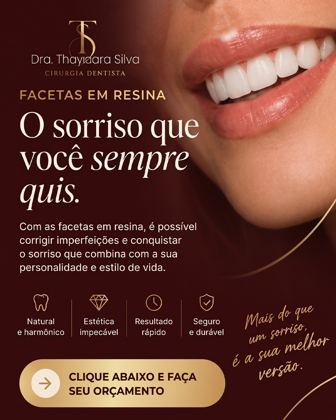 TS
Dra. Thayidara Silva
CIRURGIA DENTISTA
FACETAS EM RESINA
O sorriso que
você sempre
quis.
Com as facetas em resina, é possível
corrigir imperfeições e conquistar
o sorriso que combina com a sua
personalidade e estilo de vida.
Natural
e harmônico
Estética
impecável
Resultado
rápido
Seguro
e durável
Mais do que
um sorriso,
é a sua melhor
versão.
CLIQUE ABAIXO E FAÇA
SEU ORÇAMENTO